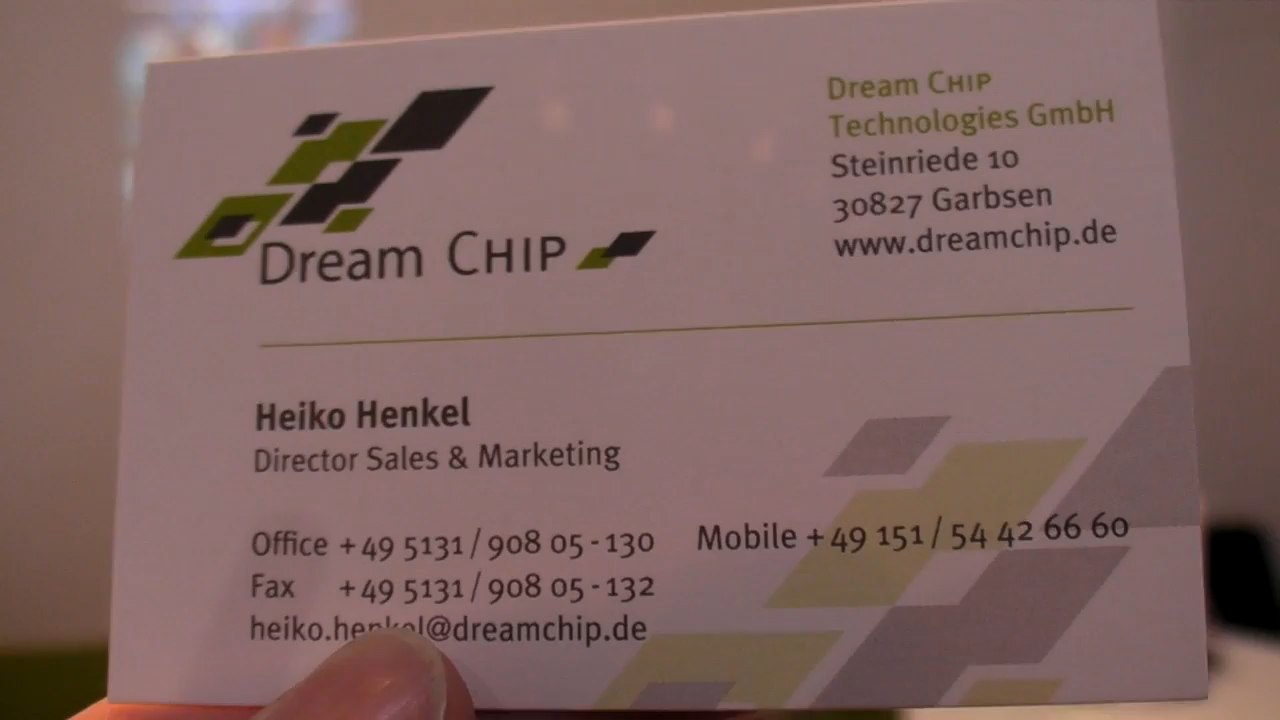 Dream CHIP
Dream CHIP
Technologies GmbH
Steinriede 10
30827 Garbsen
www.dreamchip.de
Heiko Henkel
Director Sales & Marketing
Office +49 5131 / 908 05 - 130
Mobile +49 151 / 54 42 66 60
Fax +49 5131 / 908 05 - 132
heiko.henkel@dreamchip.de